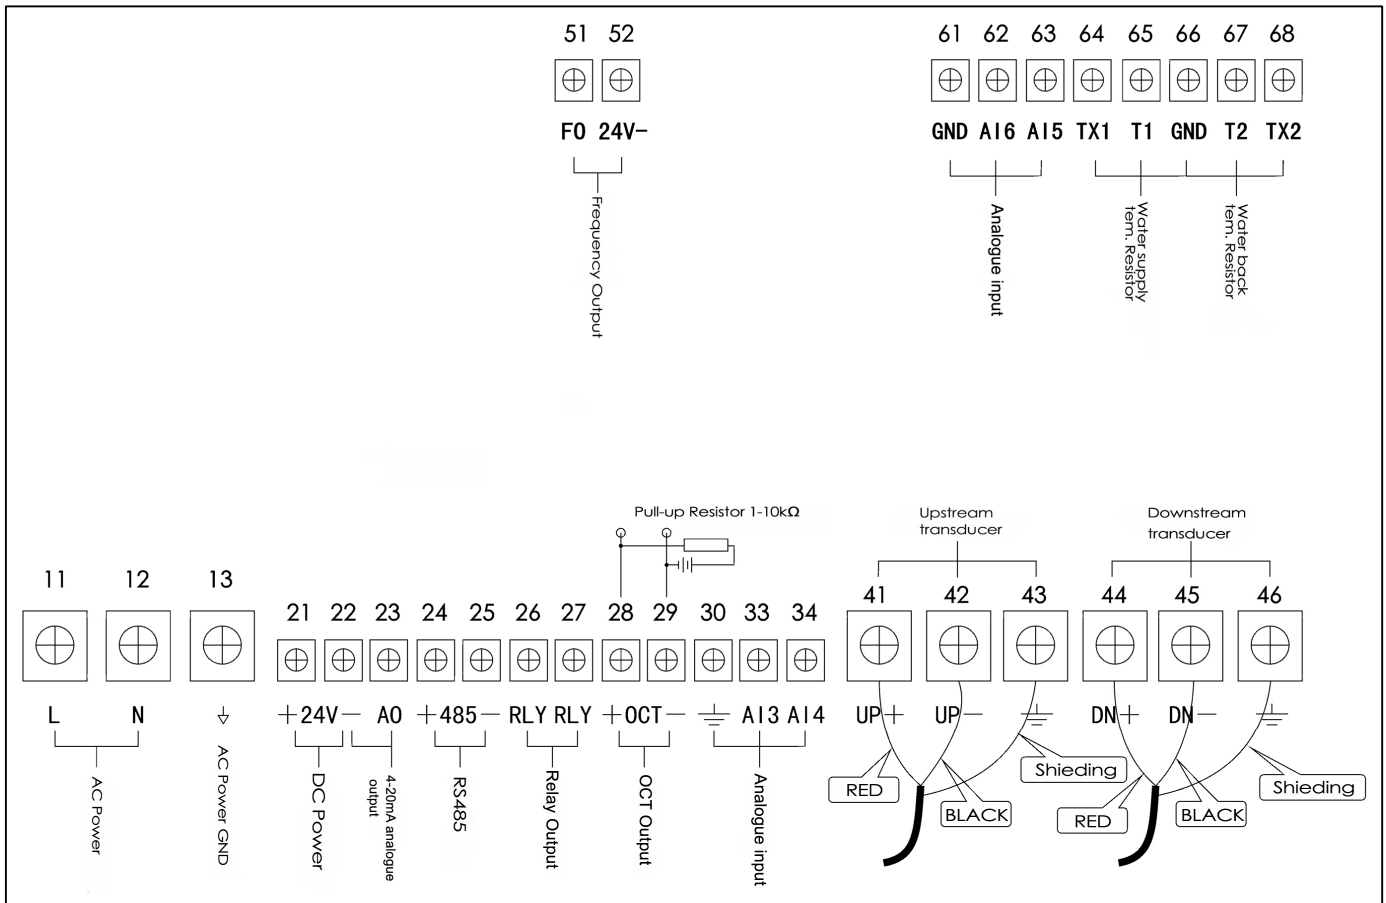 51 52
FO 24V-
Frequency Output
61 62 63 64 65 66 67 68
GND AI6 AI5 TX1 T1 GND T2 TX2
Analogue input
Water supply
tem. Resistor
Water back
tem. Resistor
Pull-up Resistor 1-10kΩ
Upstream
transducer
Downstream
transducer
11 12 13
21 22 23 24 25 26 27 28 29 30 33 34
41 42 43
44 45 46
L N
+24V- AO +485- RLY RLY +OCT- AI3 AI4
UP+ UP-
DN+ DN-
AC Power
AC Power GND
DC Power
4-20mA analogue
output
RS485
Relay Output
OCT Output
Analogue input
RED
BLACK
Shieding
RED
BLACK
Shieding